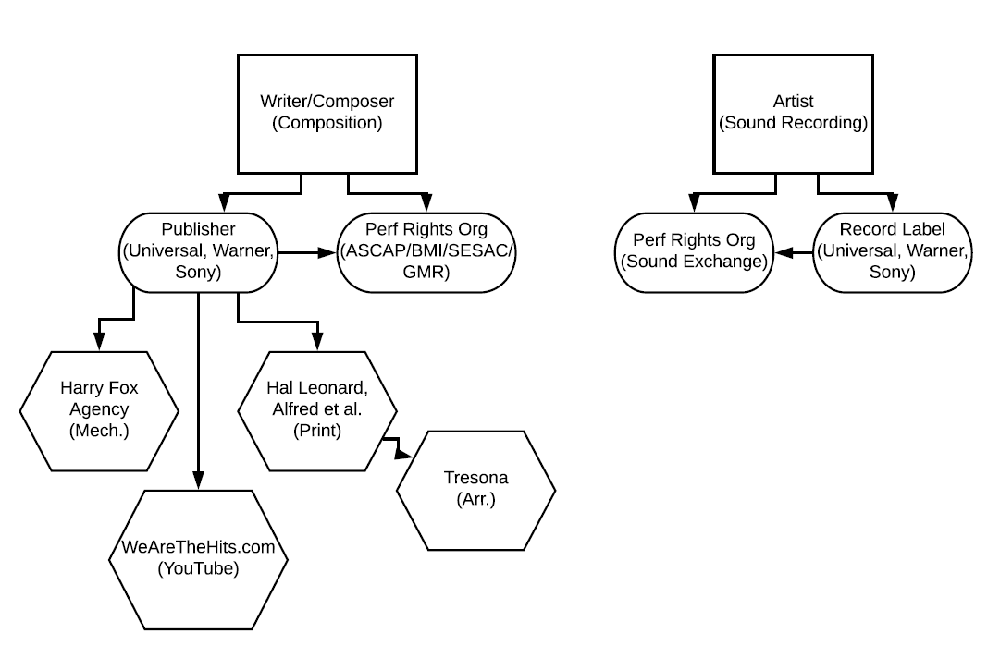 Writer/Composer
(Composition)
Artist
(Sound Recording)
Publisher
(Universal, Warner,
Sony)
Perf Rights Org
(ASCAP/BMI/SESAC/
GMR)
Perf Rights Org
(Sound Exchange)
Record Label
(Universal, Warner,
Sony)
Harry Fox
Agency
(Mech.)
Hal Leonard,
Alfred et al.
(Print)
Tresona
(Arr.)
WeAreTheHits.com
(YouTube)